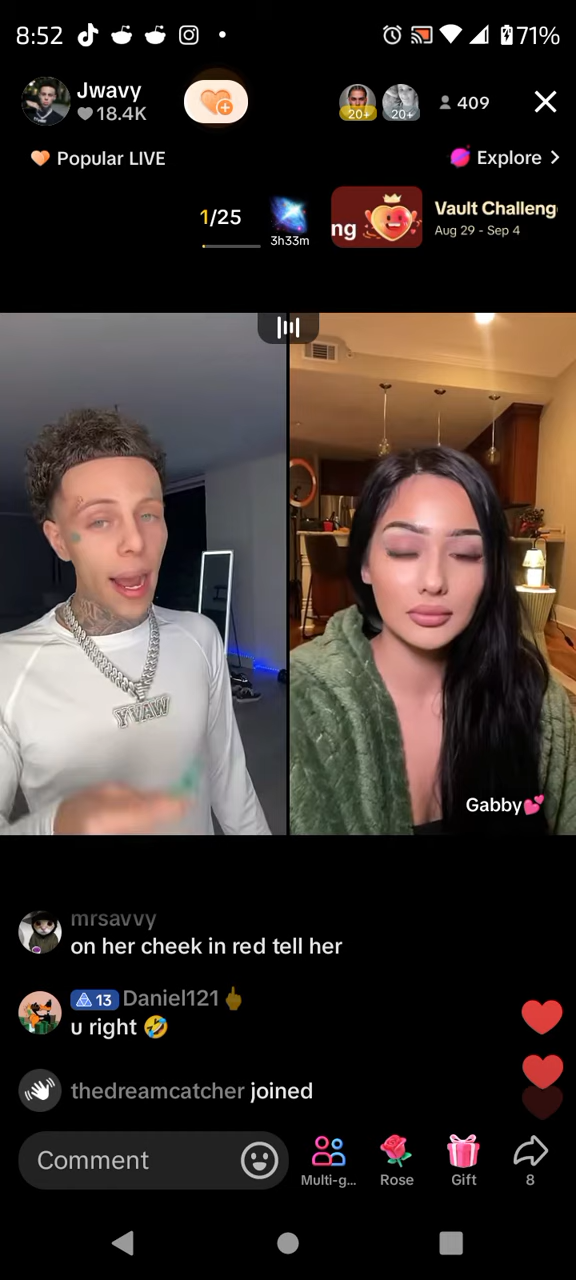 8:52
71%
Jwavy
18.4K
20+
20+
409
Popular LIVE
Explore
1/25
3h33m
ng
Vault Challeng
Aug 29 - Sep 4
YVAW
Gabby💕
mrsavvy
on her cheek in red tell her
13 Daniel121🖕
u right 🤣
thedreamcatcher joined
Comment
Multi-g...
Rose
Gift
8